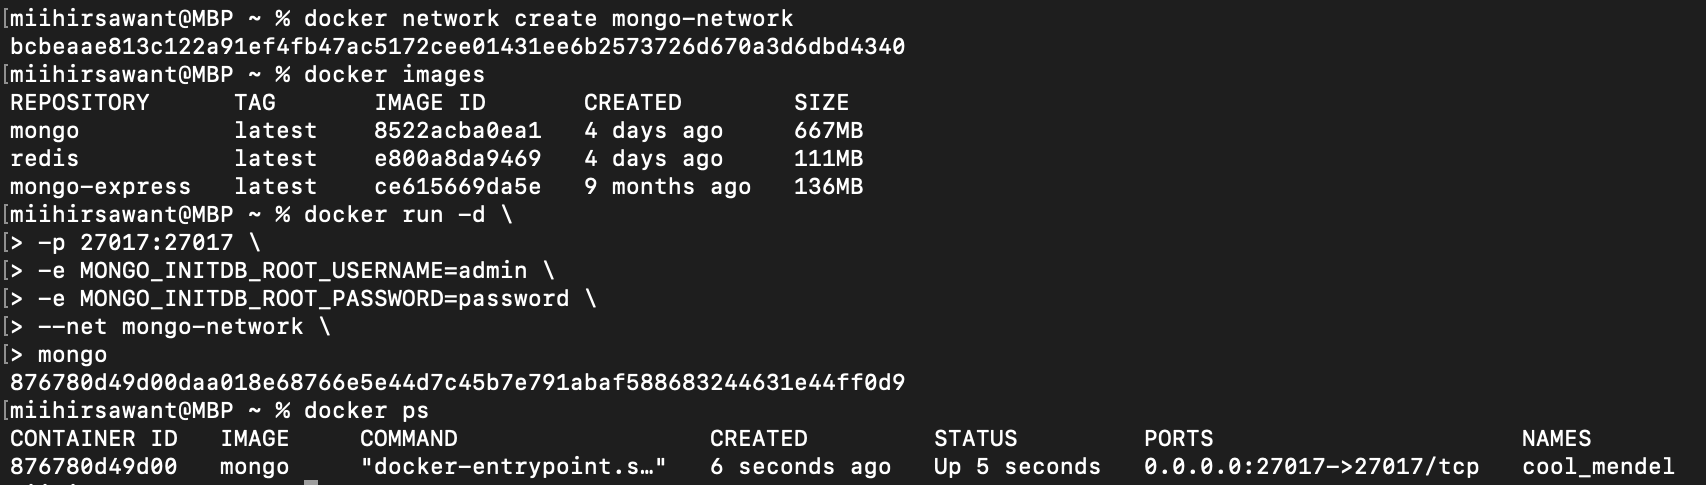 [miihirsawant@MBP ~ % docker network create mongo-network
bcbeaae813c122a91ef4fb47ac5172cee01431ee6b2573726d670a3d6dbd4340
[miihirsawant@MBP ~ % docker images
REPOSITORY      TAG       IMAGE ID       CREATED        SIZE
mongo           latest    8522acba0ea1   4 days ago     667MB
redis           latest    e800a8da9469   4 days ago     111MB
mongo-express   latest    ce615669da5e   9 months ago   136MB
[miihirsawant@MBP ~ % docker run -d \
[> -p 27017:27017 \
[> -e MONGO_INITDB_ROOT_USERNAME=admin \
[> -e MONGO_INITDB_ROOT_PASSWORD=password \
[> --net mongo-network \
[> mongo
876780d49d00daa018e68766e5e44d7c45b7e791abaf588683244631e44ff0d9
[miihirsawant@MBP ~ % docker ps
CONTAINER ID   IMAGE     COMMAND                  CREATED         STATUS         PORTS                      NAMES
876780d49d00   mongo     "docker-entrypoint.s…"   6 seconds ago   Up 5 seconds   0.0.0.0:27017->27017/tcp   cool_mendel